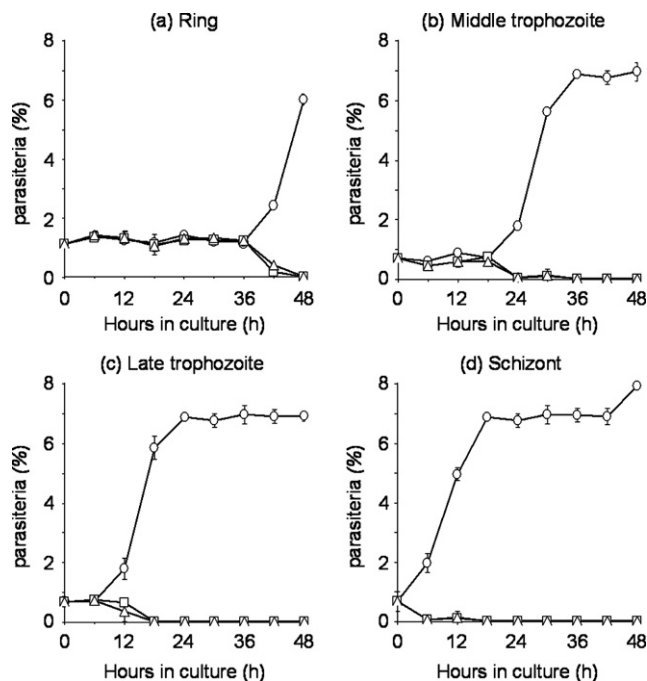 (a) Ring
(b) Middle trophozoite
8
6
4
2
0
parasiteria (%)
0 12 24 36 48
Hours in culture (h)
8
6
4
2
0
parasiteria (%)
0 12 24 36 48
Hours in culture (h)
(c) Late trophozoite
(d) Schizont
8
6
4
2
0
parasiteria (%)
0 12 24 36 48
Hours in culture (h)
8
6
4
2
0
parasiteria (%)
0 12 24 36 48
Hours in culture (h)